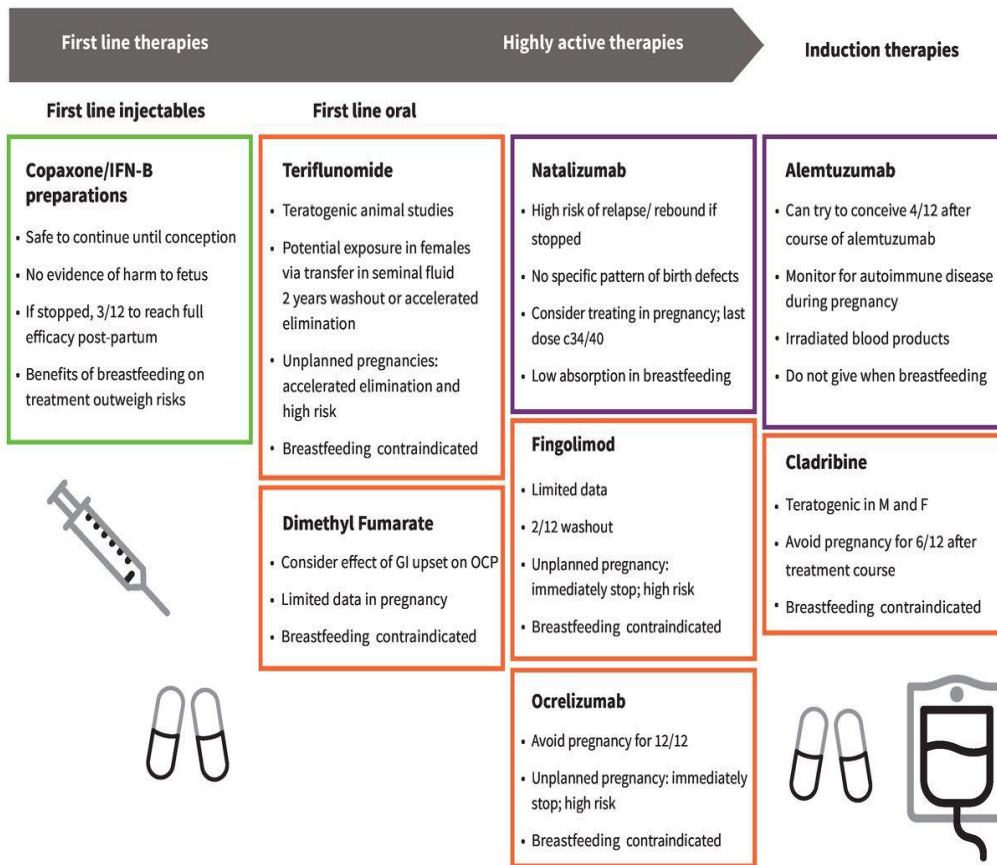 First line therapies
Highly active therapies
Induction therapies
First line injectables
First line oral
Copaxone/IFN-B
preparations
• Safe to continue until conception
• No evidence of harm to fetus
• If stopped, 3/12 to reach full
efficacy post-partum
• Benefits of breastfeeding on
treatment outweigh risks
Teriflunomide
• Teratogenic animal studies
• Potential exposure in females
via transfer in seminal fluid
2 years washout or accelerated
elimination
• Unplanned pregnancies:
accelerated elimination and
high risk
• Breastfeeding contraindicated
Dimethyl Fumarate
• Consider effect of GI upset on OCP
• Limited data in pregnancy
• Breastfeeding contraindicated
Natalizumab
• High risk of relapse/ rebound if
stopped
• No specific pattern of birth defects
• Consider treating in pregnancy; last
dose c34/40
• Low absorption in breastfeeding
Fingolimod
• Limited data
• 2/12 washout
• Unplanned pregnancy:
immediately stop; high risk
• Breastfeeding contraindicated
Ocrelizumab
• Avoid pregnancy for 12/12
• Unplanned pregnancy: immediately
stop; high risk
• Breastfeeding contraindicated
Alemtuzumab
• Can try to conceive 4/12 after
course of alemtuzumab
• Monitor for autoimmune disease
during pregnancy
• Irradiated blood products
• Do not give when breastfeeding
Cladribine
• Teratogenic in M and F
• Avoid pregnancy for 6/12 after
treatment course
• Breastfeeding contraindicated